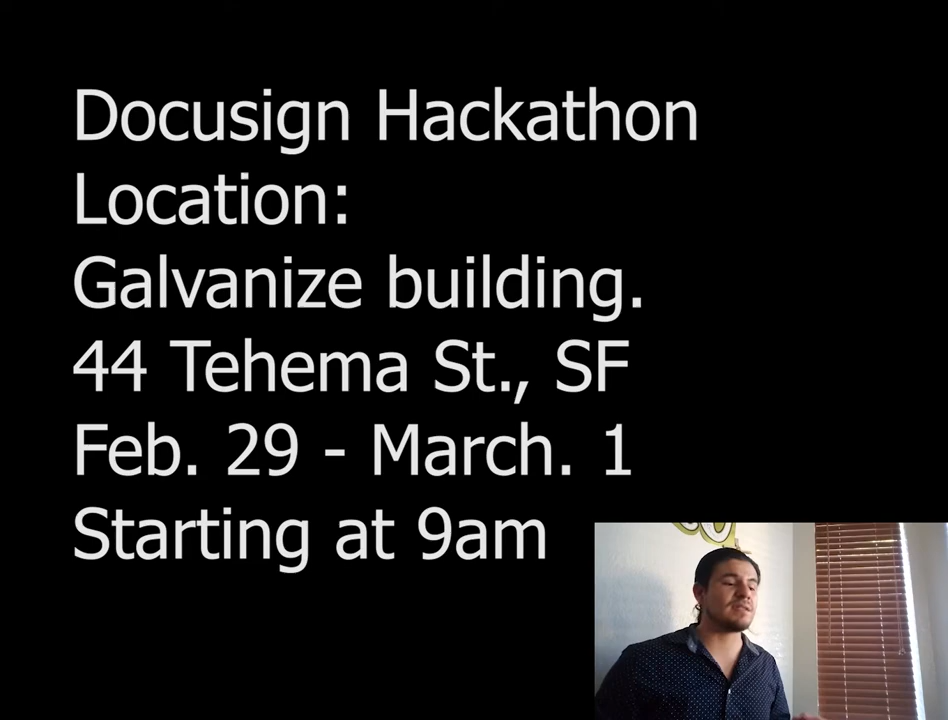 Docusign Hackathon
Location:
Galvanize building.
44 Tehema St., SF
Feb. 29 - March. 1
Starting at 9am